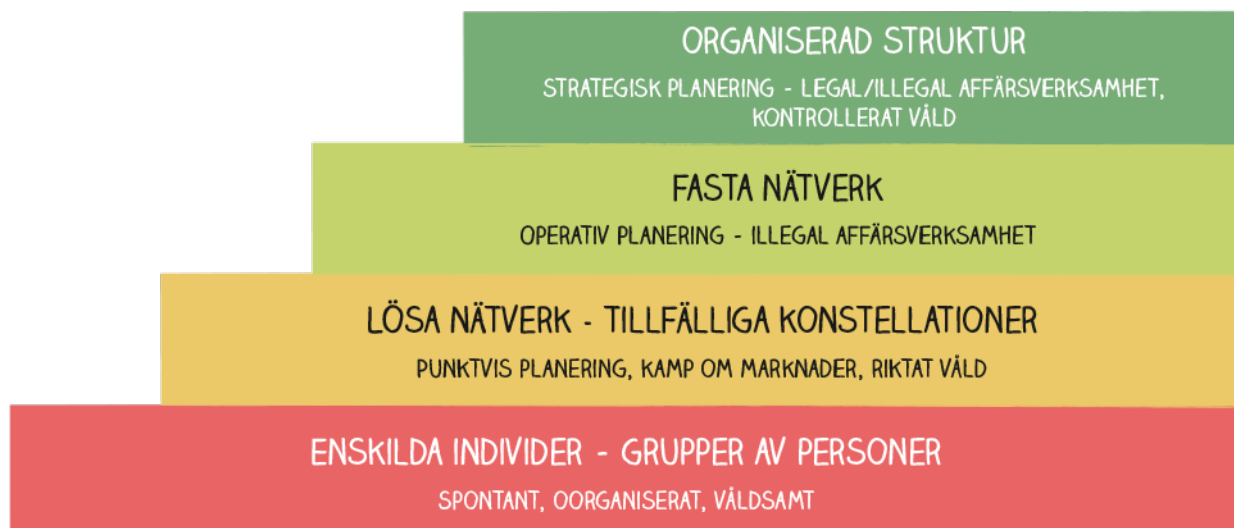 ORGANISERAD STRUKTUR
STRATEGISK PLANERING - LEGAL/ILLEGAL AFFÄRSVERKSAMHET,
KONTROLLERAT VÅLD
FASTA NÄTVERK
OPERATIV PLANERING - ILLEGAL AFFÄRSVERKSAMHET
LÖSA NÄTVERK - TILLFÄLLIGA KONSTELLATIONER
PUNKTVIS PLANERING, KAMP OM MARKNADER, RIKTAT VÅLD
ENSKILDA INDIVIDER - GRUPPER AV PERSONER
SPONTANT, OORGANISERAT, VÅLDSAMT